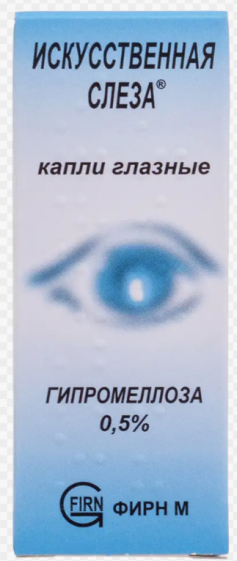 ИСКУССТВЕННАЯ
СЛЕЗА®
капли глазные
ГИПРОМЕЛЛОЗА
0,5%
FIRN
ФИРН М